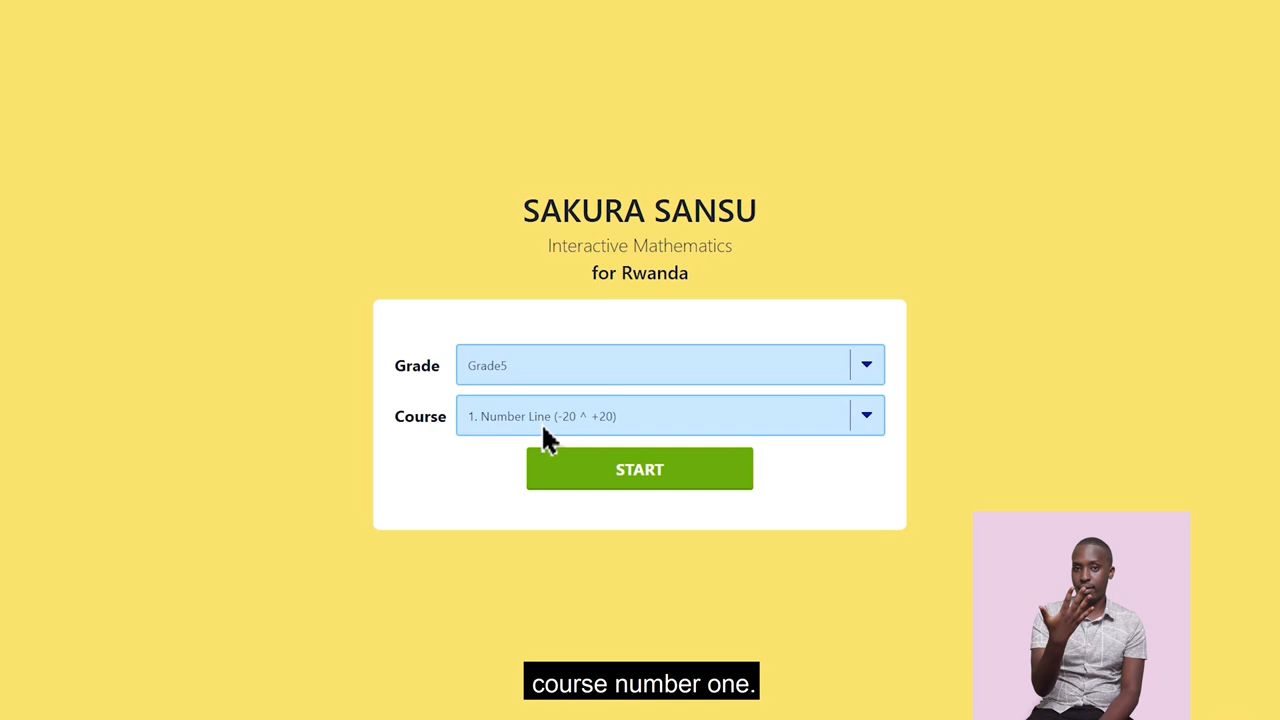 SAKURA SANSU
Interactive Mathematics
for Rwanda
Grade
Grade5
Course
1. Number Line (-20 ^ +20)
START
course number one.